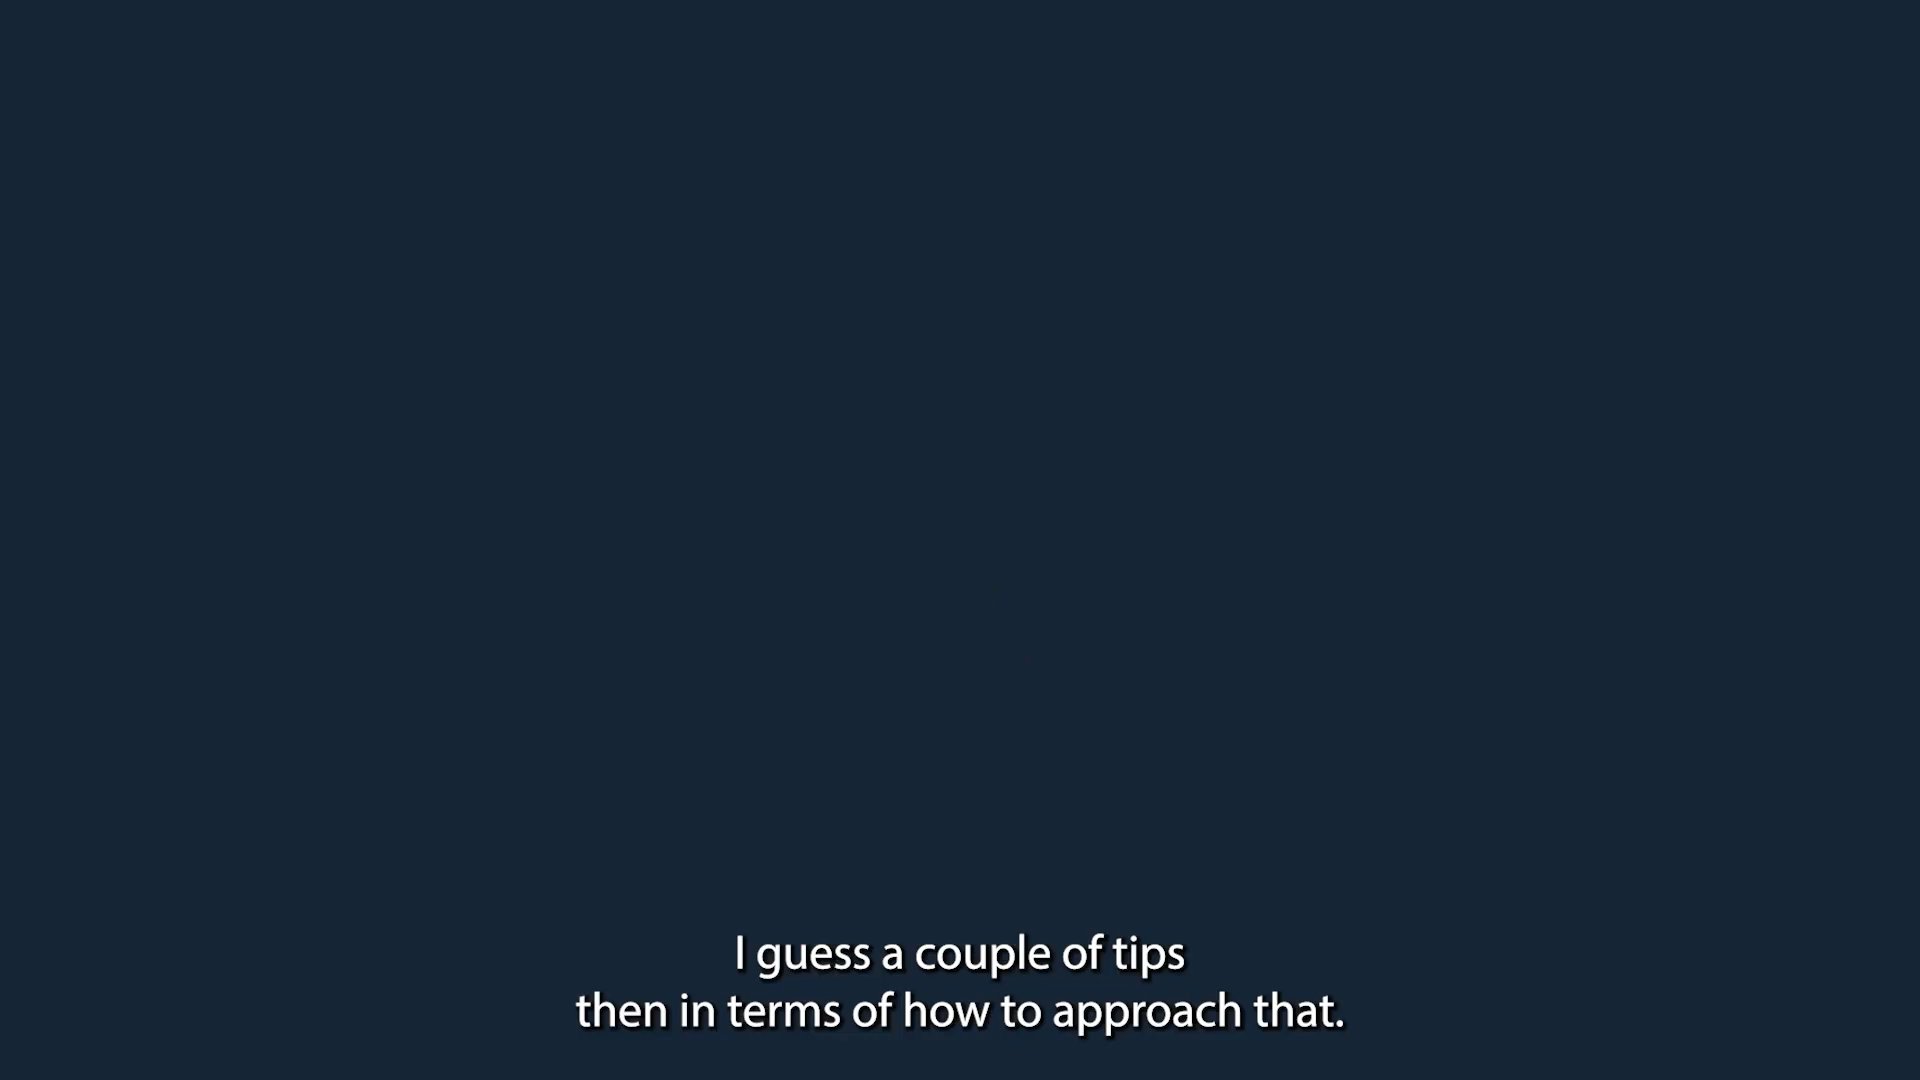 I guess a couple of tips
then in terms of how to approach that.